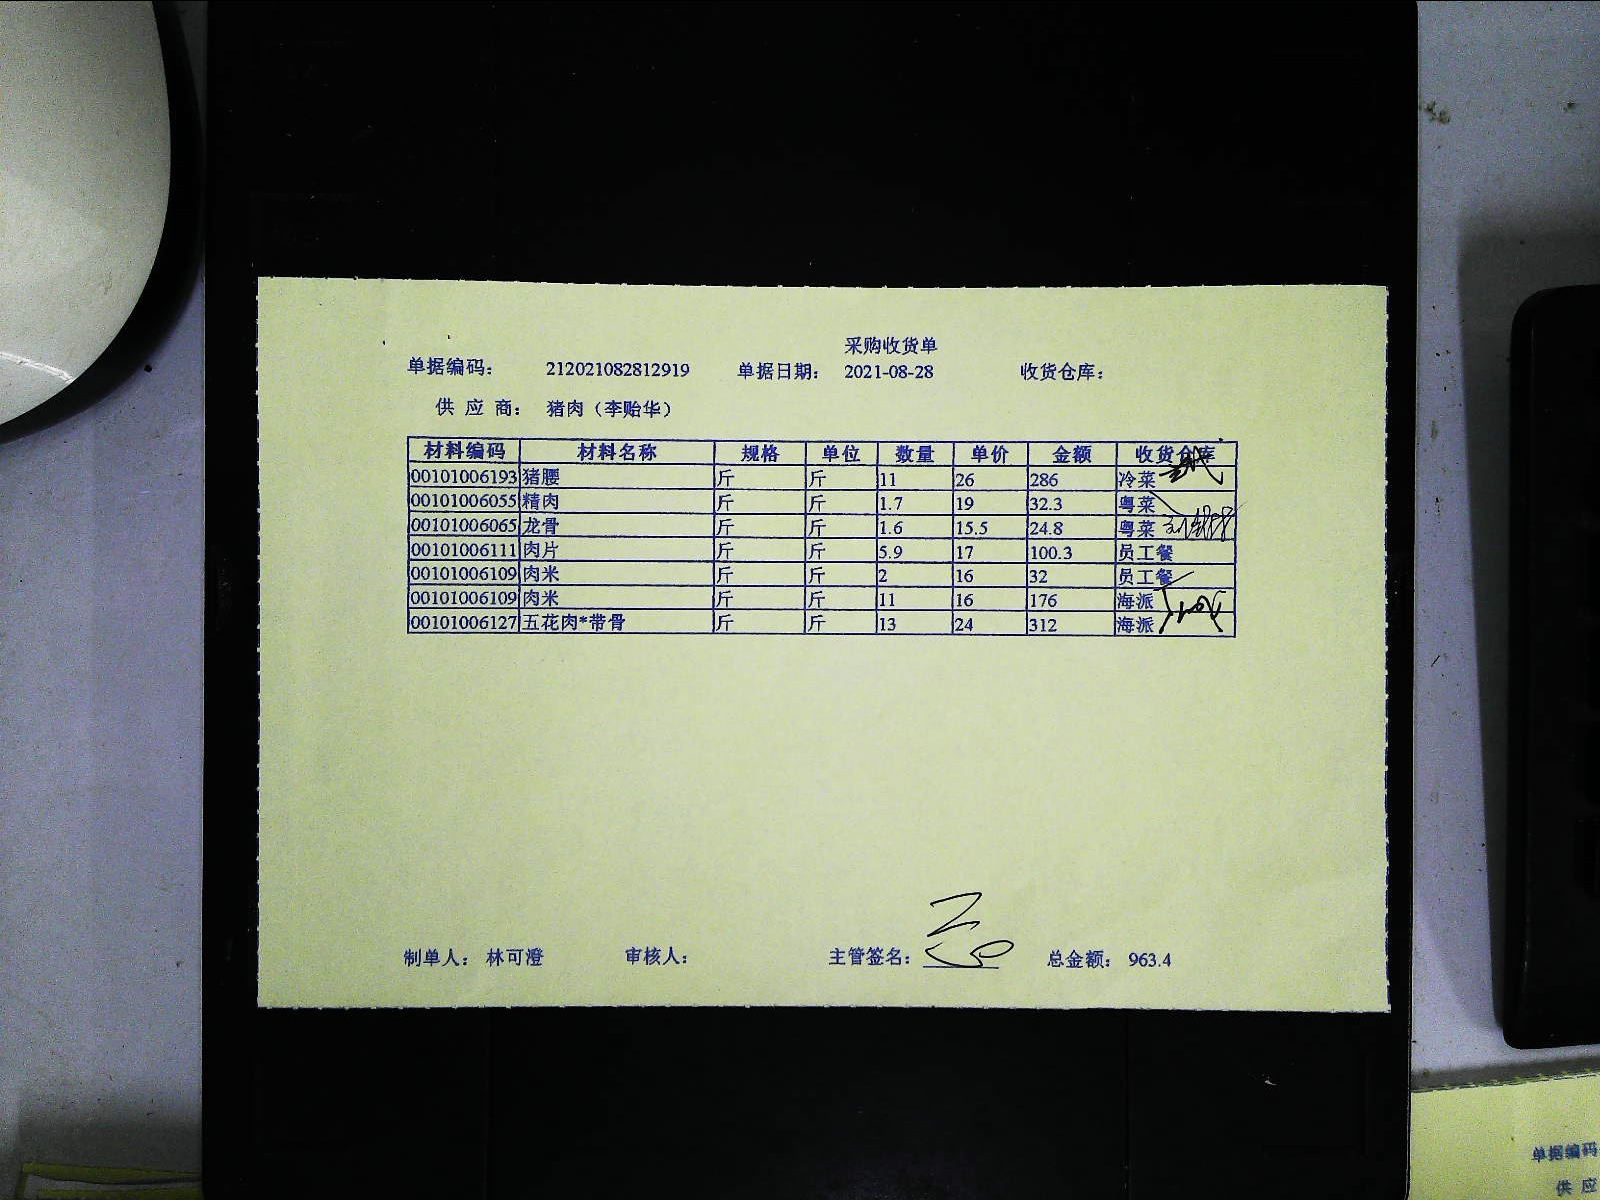 采购收货单
单据编码： 212021082812919 单据日期： 2021-08-28 收货仓库：
供 应 商： 猪肉（李贻华）
材料编码 材料名称 规格 单位 数量 单价 金额 收货仓库
00101006193 猪腰 斤 斤 11 26 286 冷菜
00101006055 精肉 斤 斤 1.7 19 32.3 粤菜
00101006065 龙骨 斤 斤 1.6 15.5 24.8 粤菜
00101006111 肉片 斤 斤 5.9 17 100.3 员工餐
00101006109 肉米 斤 斤 2 16 32 员工餐
00101006109 肉米 斤 斤 11 16 176 海派
00101006127 五花肉*带骨 斤 斤 13 24 312 海派
制单人： 林可澄 审核人： 主管签名： 总金额： 963.4
单据编码
供 应